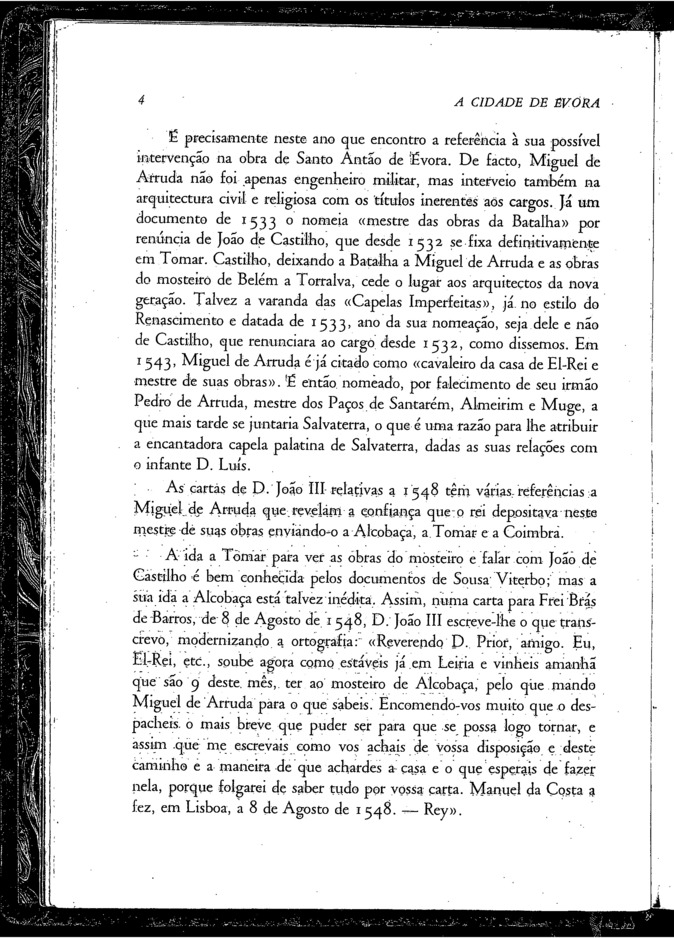 4 A CIDADE DE ÉVORA
É precisamente neste ano que encontro a referência à sua possível
intervenção na obra de Santo Antão de Évora. De facto, Miguel de
Arruda não foi apenas engenheiro militar, mas interveio também na
arquitectura civil e religiosa com os títulos inerentes aos cargos. Já um
documento de 1533 o nomeia «mestre das obras da Batalha» por
renúncia de João de Castilho, que desde 1532 se fixa definitivamente
em Tomar. Castilho, deixando a Batalha a Miguel de Arruda e as obras
do mosteiro de Belém a Torralva, cede o lugar aos arquitectos da nova
geração. Talvez a varanda das «Capelas Imperfeitas», já no estilo do
Renascimento e datada de 1533, ano da sua nomeação, seja dele e não
de Castilho, que renunciara ao cargo desde 1532, como dissemos. Em
1543, Miguel de Arruda é já citado como «cavaleiro da casa de El-Rei e
mestre de suas obras». É então nomeado, por falecimento de seu irmão
Pedro de Arruda, mestre dos Paços de Santarém, Almeirim e Muge, a
que mais tarde se juntaria Salvaterra, o que é uma razão para lhe atribuir
a encantadora capela palatina de Salvaterra, dadas as suas relações com
o infante D. Luís.
As cartas de D. João III relativas a 1548 têm várias referências a
Miguel de Arruda que revelam a confiança que o rei depositava neste
mestre de suas obras enviando-o a Alcobaça, a Tomar e a Coimbra.
A ida a Tomar para ver as obras do mosteiro e falar com João de
Castilho é bem conhecida pelos documentos de Sousa Viterbo; mas a
sua ida a Alcobaça está talvez inédita. Assim, numa carta para Frei Brás
de Barros, de 8 de Agosto de 1548, D. João III escreve-lhe o que trans-
crevo, modernizando a ortografia: «Reverendo D. Prior, amigo. Eu,
El-Rei, etc., soube agora como estáveis já em Leiria e vinheis amanhã
que são 9 deste mês, ter ao mosteiro de Alcobaça, pelo que mando
Miguel de Arruda para o que sabeis. Encomendo-vos muito que o des-
pacheis o mais breve que puder ser para que se possa logo tornar, e
assim que me escrevais como vos achais de vossa disposição e deste
caminho e a maneira de que achardes a casa e o que esperais de fazer
nela, porque folgarei de saber tudo por vossa carta. Manuel da Costa a
fez, em Lisboa, a 8 de Agosto de 1548. — Rey».